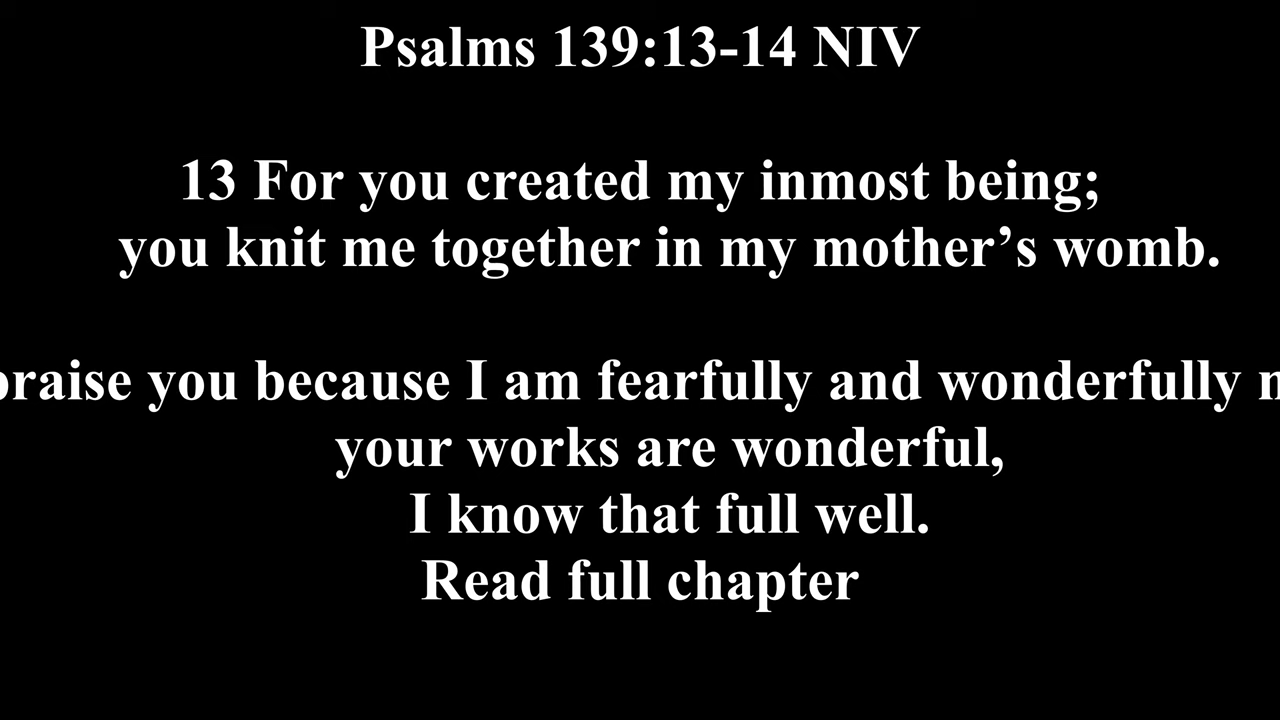 Psalms 139:13-14 NIV
13 For you created my inmost being;
you knit me together in my mother’s womb.
praise you because I am fearfully and wonderfully
your works are wonderful,
I know that full well.
Read full chapter